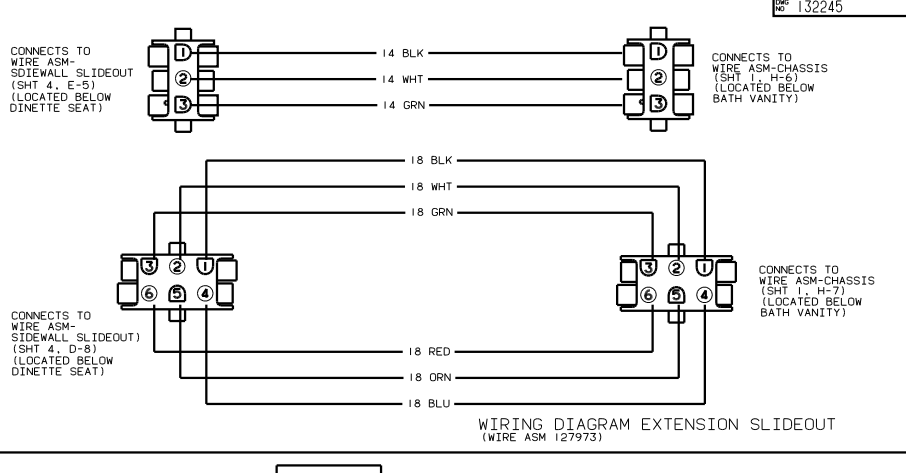 DWG NO 132245
CONNECTS TO
WIRE ASM-
SDIEWALL SLIDEOUT
(SHT 4, E-5)
(LOCATED BELOW
DINETTE SEAT)
1
2
3
14 BLK
14 WHT
14 GRN
1
2
3
CONNECTS TO
WIRE ASM-CHASSIS
(SHT 1, H-6)
(LOCATED BELOW
BATH VANITY)
18 BLK
18 WHT
18 GRN
3 2 1
6 5 4
3 2 1
6 5 4
CONNECTS TO
WIRE ASM-CHASSIS
(SHT 1, H-7)
(LOCATED BELOW
BATH VANITY)
CONNECTS TO
WIRE ASM-
SIDEWALL SLIDEOUT)
(SHT 4, D-8)
(LOCATED BELOW
DINETTE SEAT)
18 RED
18 ORN
18 BLU
WIRING DIAGRAM EXTENSION SLIDEOUT
(WIRE ASM 127973)